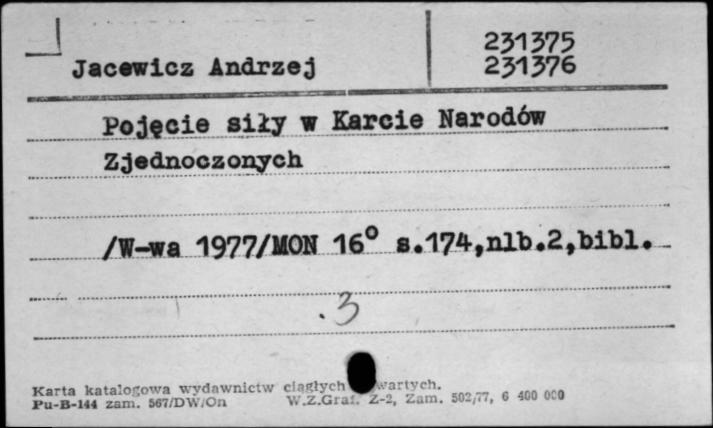 231375
Jacewicz Andrzej 231376
Pojęcie siły w Karcie Narodów
Zjednoczonych
/W-wa 1977/MON 16° s.174,nlb.2,bibl.
.3
Karta katalogowa wydawnictw ciągłych wartych.
Pu-B-144 zam. 567/DW/On W.Z.Graf. Z-2, Zam. 502/77, 6 400 000